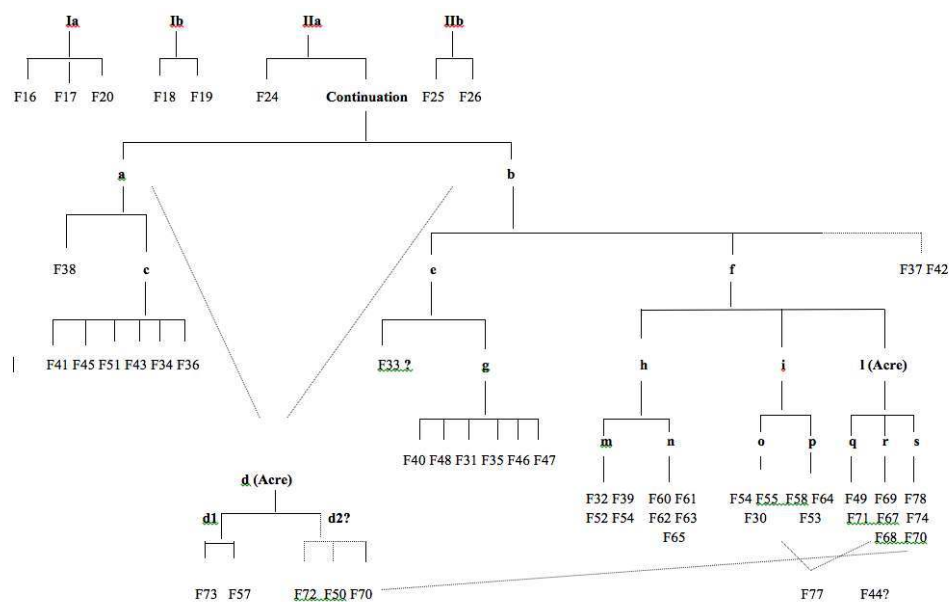 Ia Ib IIa IIb
F16 F17 F20 F18 F19 F24 Continuation F25 F26
a b
F38 c e f F37 F42
F41 F45 F51 F43 F34 F36 F33 ? g h i l (Acre)
m n o p q r s
F40 F48 F31 F35 F46 F47
d (Acre) F32 F39 F60 F61 F54 F55 F58 F64 F49 F69 F78
d1 d2? F52 F54 F62 F63 F30 F53 F71 F67 F74
F65 F68 F70
F73 F57 F72 F50 F70 F77 F44?